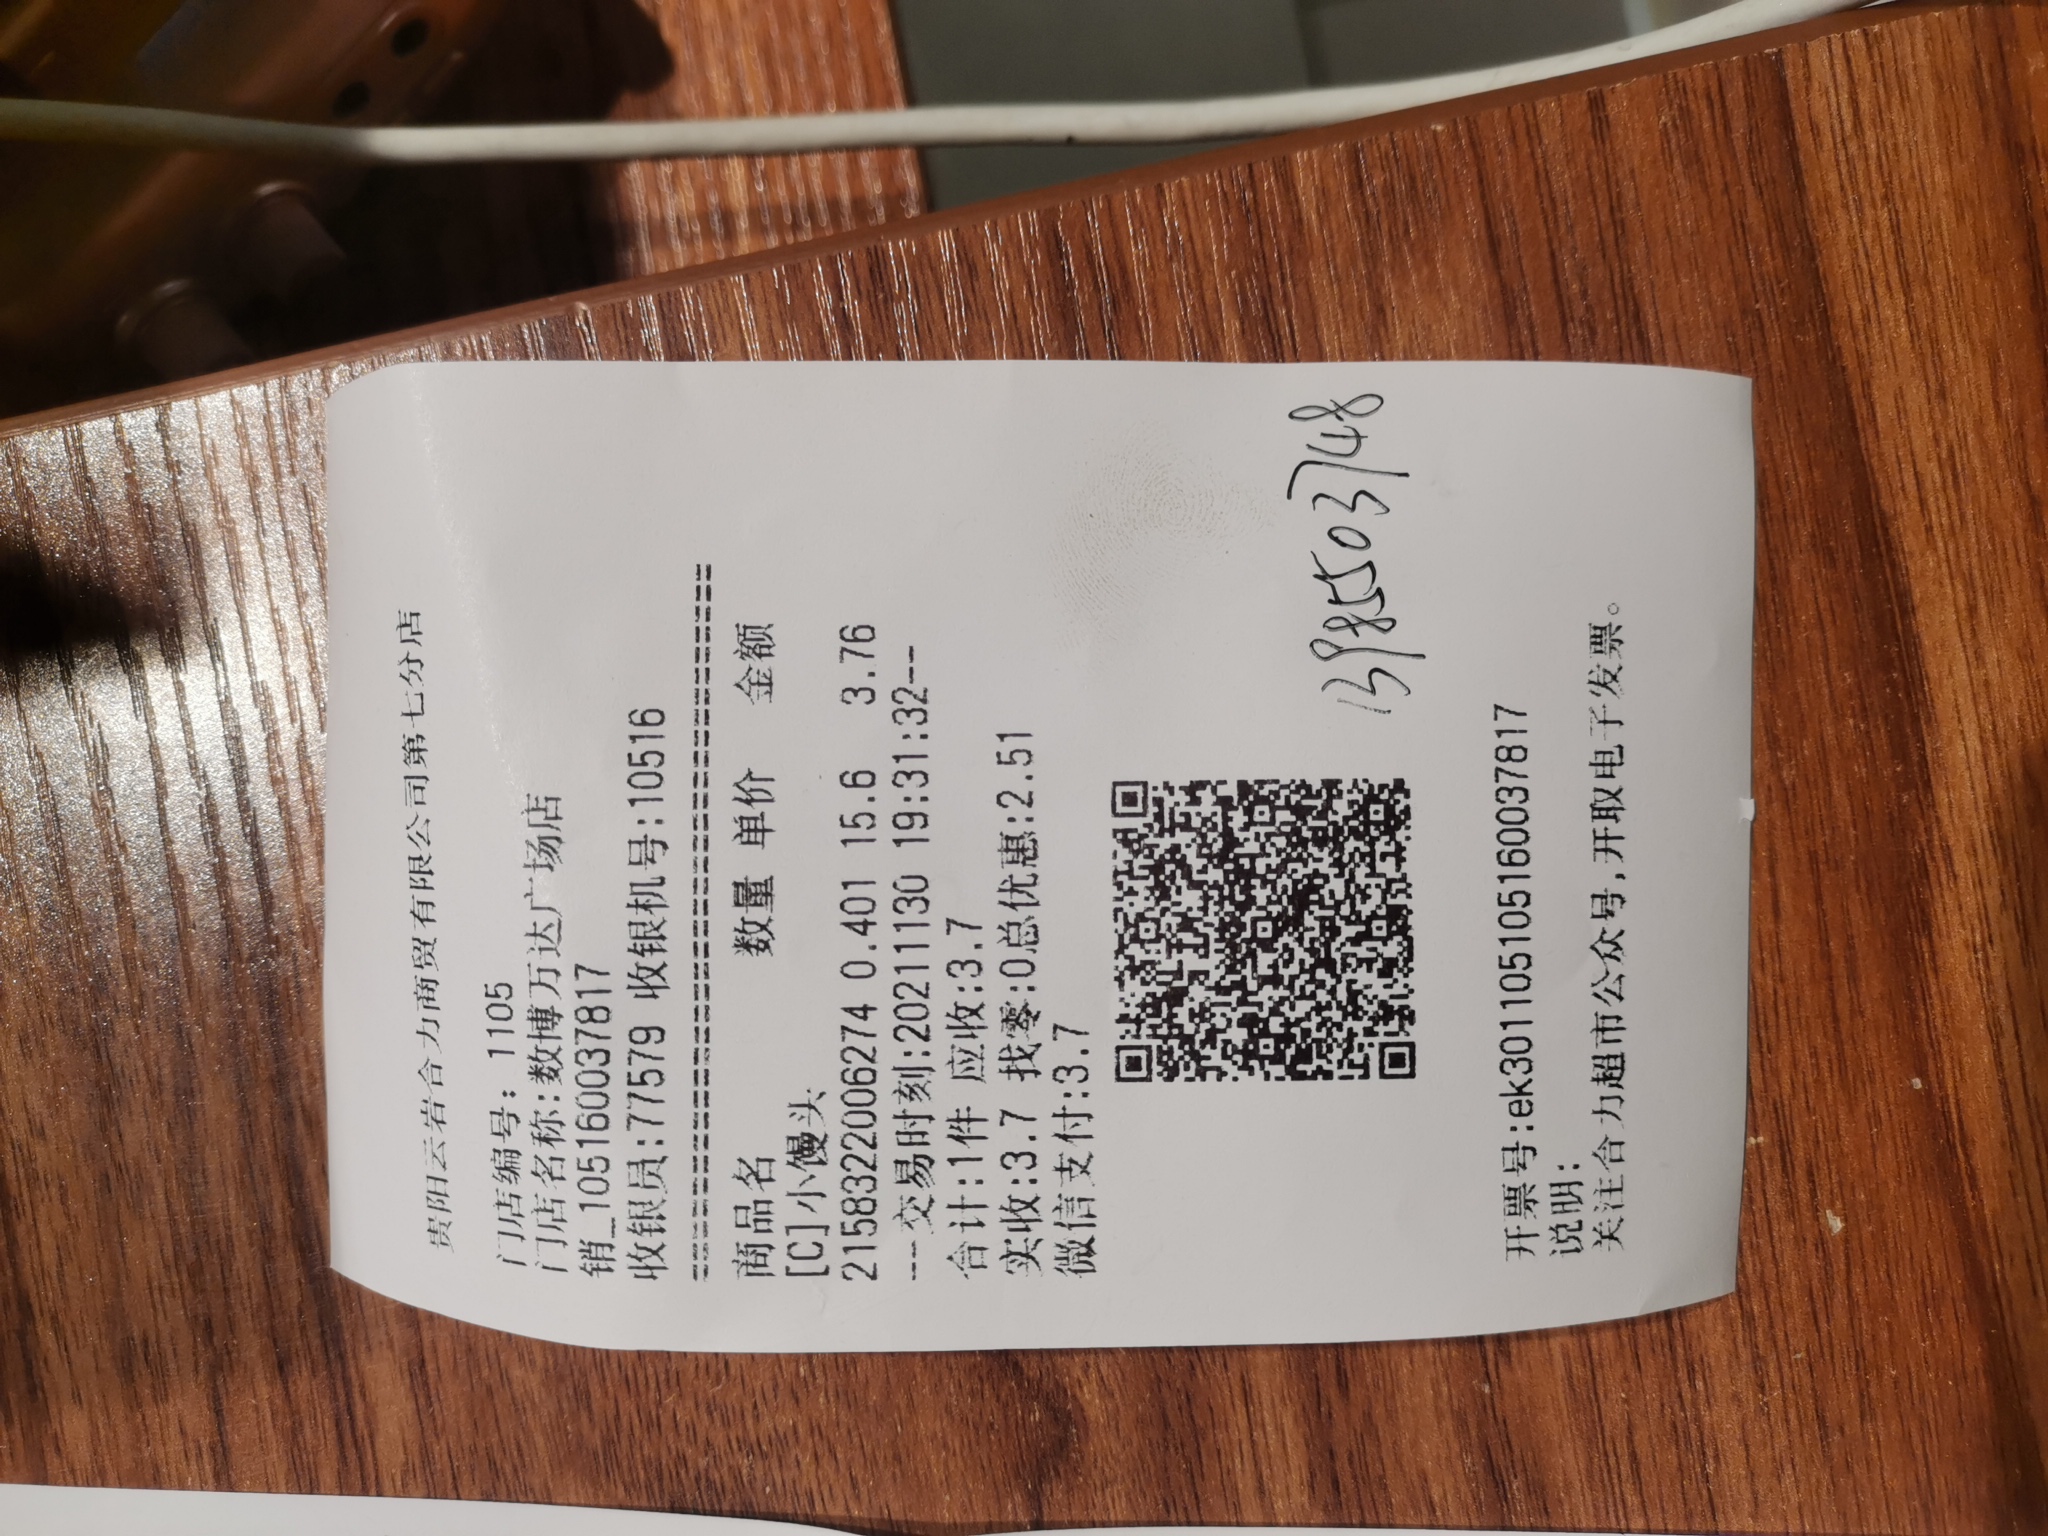 贵阳云岩合力商贸有限公司第七分店
门店编号: 1105
门店名称:数博万达广场店
销_105160037817
收银员:77579 收银机号:10516
商品名 数量 单价 金额
[C]小馒头
2158322006274 0.401 15.6 3.76
---交易时刻:20211130 19:31:32--
合计:1件 应收:3.7
实收:3.7 找零:0总优惠:2.51
微信支付:3.7
13985503748
开票号:ek301105105160037817
说明:
关注合力超市公众号,开取电子发票。